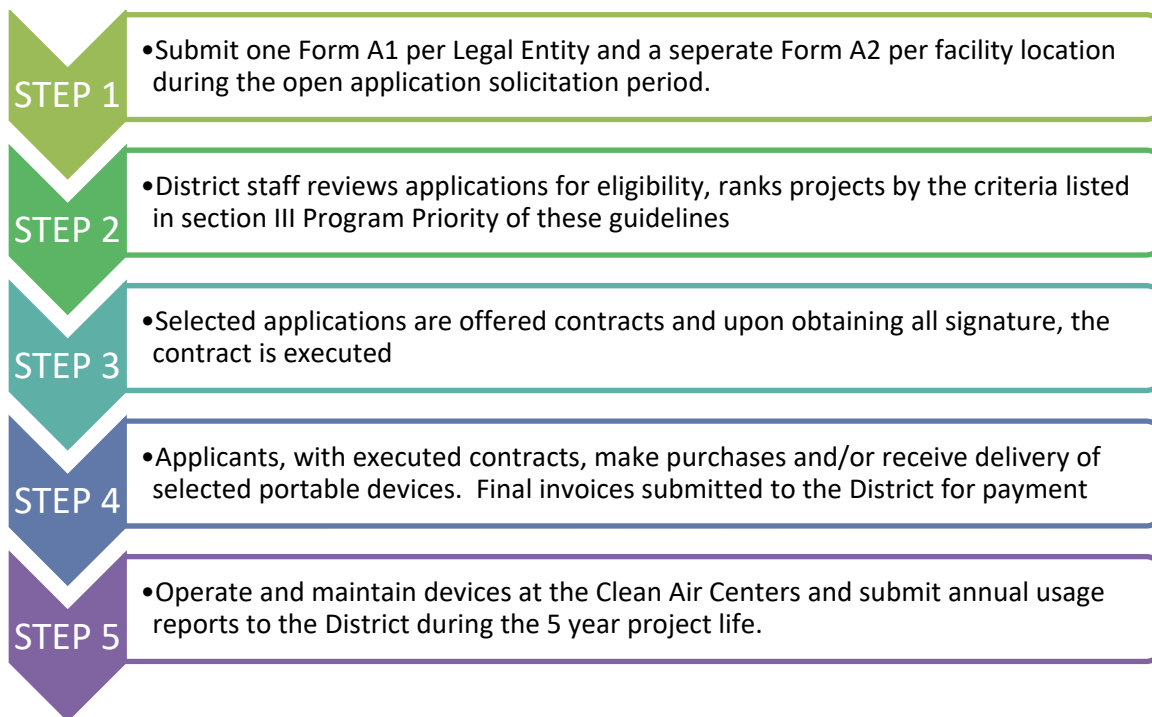 STEP 1
•Submit one Form A1 per Legal Entity and a seperate Form A2 per facility location
during the open application solicitation period.
STEP 2
•District staff reviews applications for eligibility, ranks projects by the criteria listed
in section III Program Priority of these guidelines
STEP 3
•Selected applications are offered contracts and upon obtaining all signature, the
contract is executed
STEP 4
•Applicants, with executed contracts, make purchases and/or receive delivery of
selected portable devices.  Final invoices submitted to the District for payment
STEP 5
•Operate and maintain devices at the Clean Air Centers and submit annual usage
reports to the District during the 5 year project life.